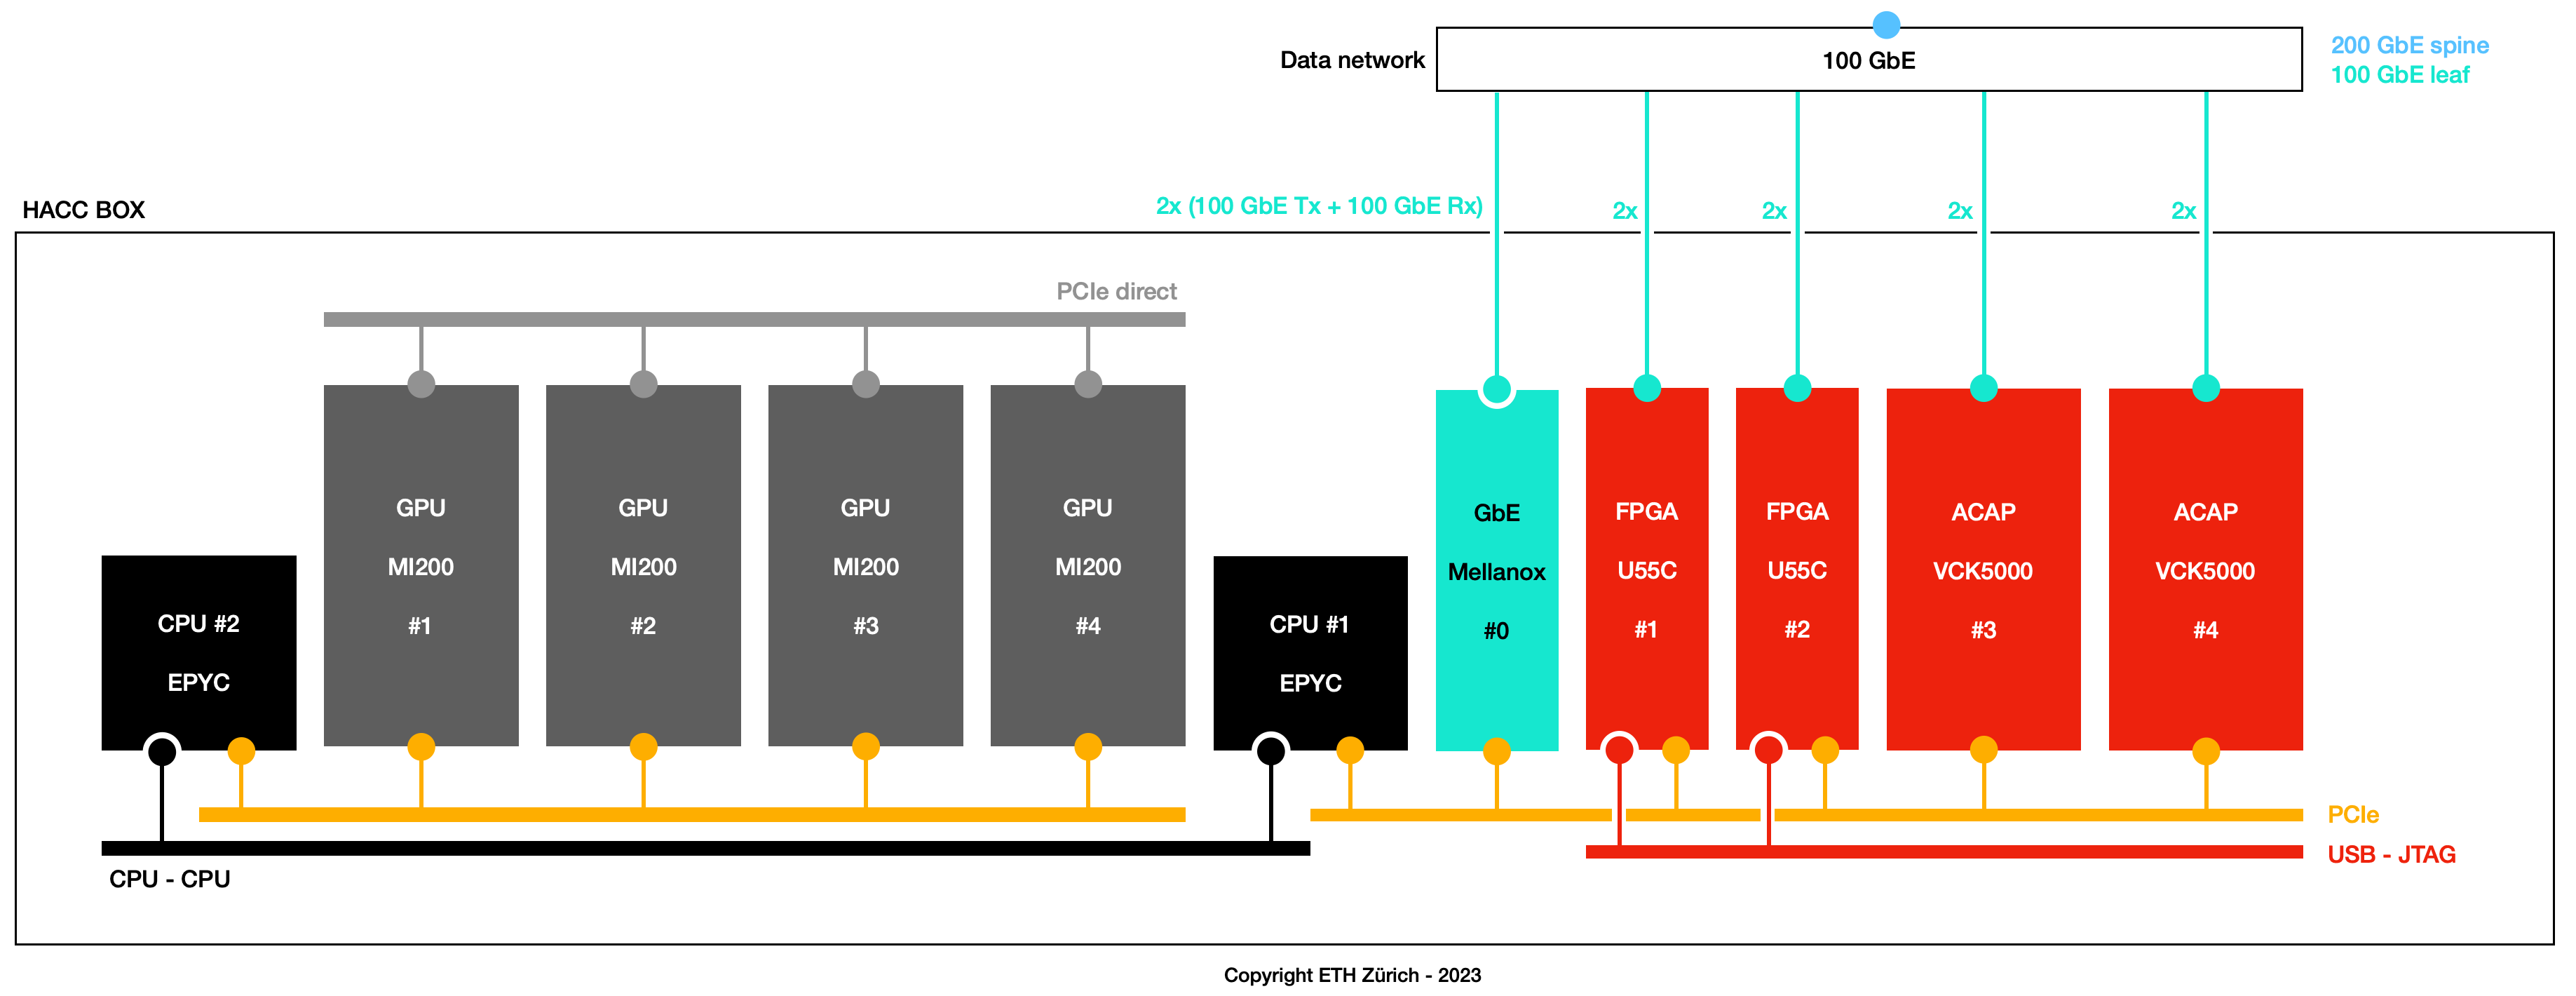 Data network
100 GbE
200 GbE spine
100 GbE leaf
HACC BOX
2x (100 GbE Tx + 100 GbE Rx)
2x
2x
2x
2x
PCIe direct
CPU #2
EPYC
GPU
MI200
#1
GPU
MI200
#2
GPU
MI200
#3
GPU
MI200
#4
CPU #1
EPYC
GbE
Mellanox
#0
FPGA
U55C
#1
FPGA
U55C
#2
ACAP
VCK5000
#3
ACAP
VCK5000
#4
PCIe
USB - JTAG
CPU - CPU
Copyright ETH Zürich - 2023